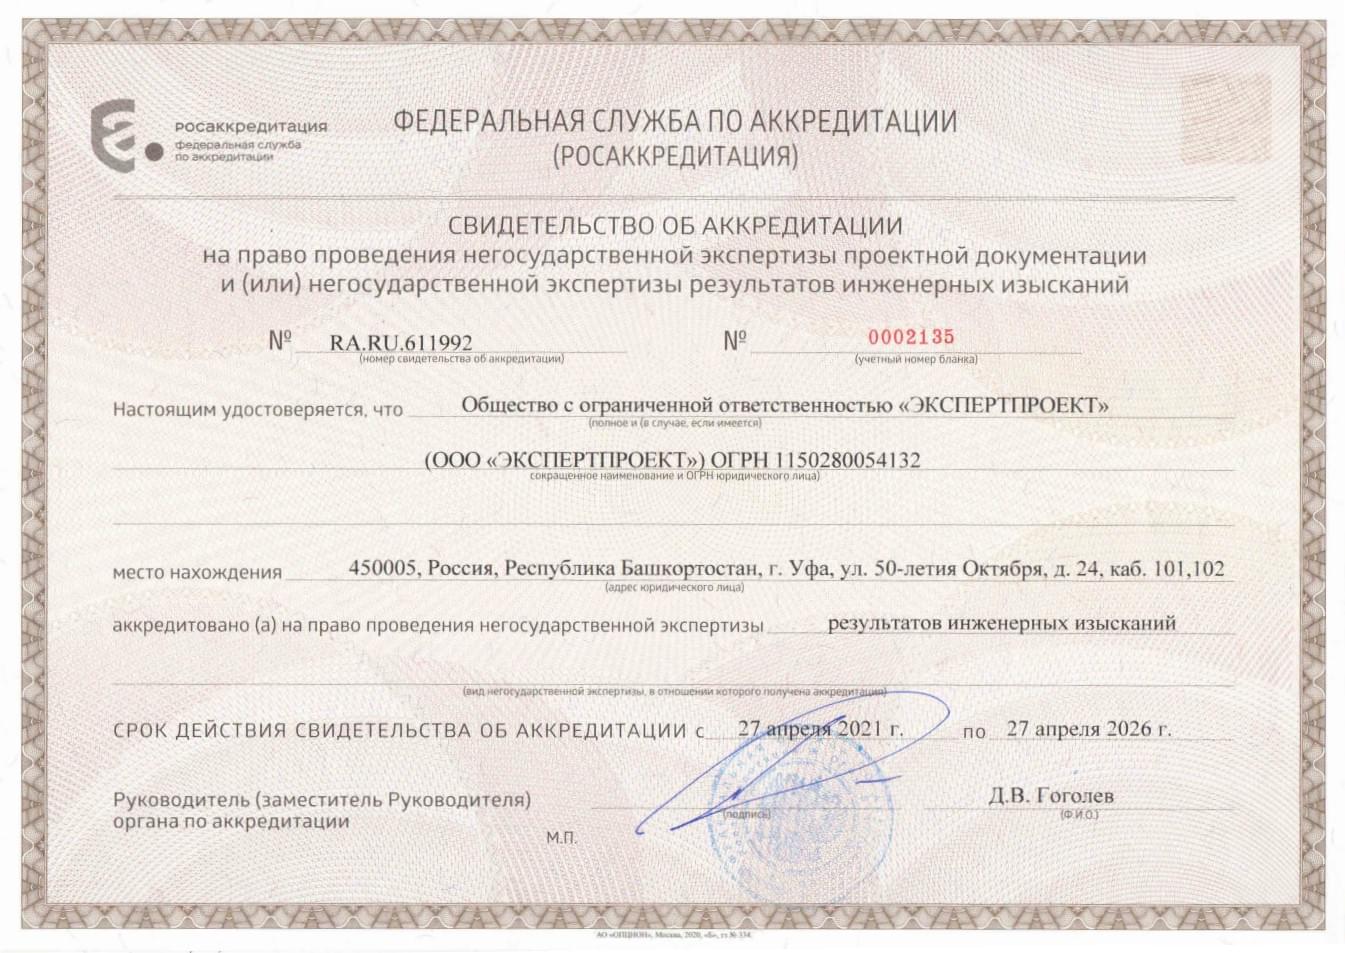 росаккредитация
федеральная служба
по аккредитации
ФЕДЕРАЛЬНАЯ СЛУЖБА ПО АККРЕДИТАЦИИ
(РОСАККРЕДИТАЦИЯ)
СВИДЕТЕЛЬСТВО ОБ АККРЕДИТАЦИИ
на право проведения негосударственной экспертизы проектной документации
и (или) негосударственной экспертизы результатов инженерных изысканий
№ RA.RU.611992 № 0002135
(номер свидетельства об аккредитации) (учетный номер бланка)
Настоящим удостоверяется, что Общество с ограниченной ответственностью «ЭКСПЕРТПРОЕКТ»
(полное и (в случае, если имеется)
(ООО «ЭКСПЕРТПРОЕКТ») ОГРН 1150280054132
сокращенное наименование и ОГРН юридического лица)
место нахождения 450005, Россия, Республика Башкортостан, г. Уфа, ул. 50-летия Октября, д. 24, каб. 101,102
(адрес юридического лица)
аккредитовано (а) на право проведения негосударственной экспертизы результатов инженерных изысканий
(вид негосударственной экспертизы, в отношении которого получена аккредитация)
СРОК ДЕЙСТВИЯ СВИДЕТЕЛЬСТВА ОБ АККРЕДИТАЦИИ с 27 апреля 2021 г. по 27 апреля 2026 г.
Руководитель (заместитель Руководителя)
органа по аккредитации
Д.В. Гоголев
(подпись) (Ф.И.О.)
М.П.
АО «ОПЦИОН», Москва, 2020, «Б», тз № 334.